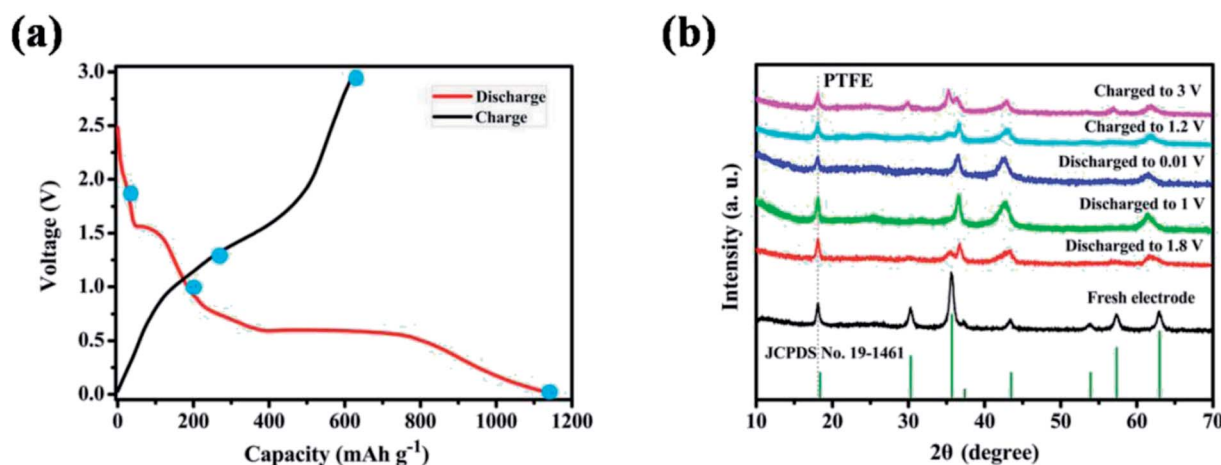 (a)
3.0
2.5
2.0
1.5
1.0
0.5
0.0
Voltage (V)
Discharge
Charge
0 200 400 600 800 1000 1200
Capacity (mAh g-1)
(b)
PTFE
Charged to 3 V
Charged to 1.2 V
Discharged to 0.01 V
Discharged to 1 V
Discharged to 1.8 V
Fresh electrode
JCPDS No. 19-1461
Intensity (a. u.)
10 20 30 40 50 60 70
2θ (degree)